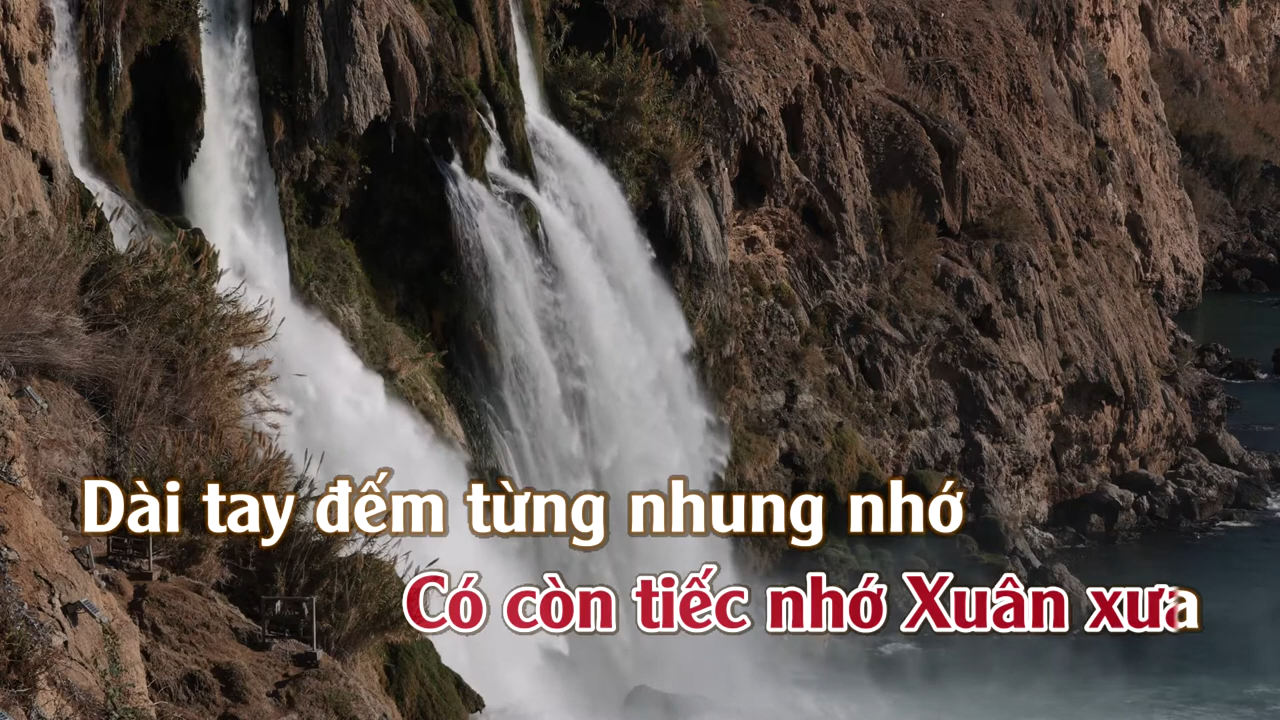 Dài tay đếm từng nhung nhớ
Có còn tiếc nhớ Xuân xưa